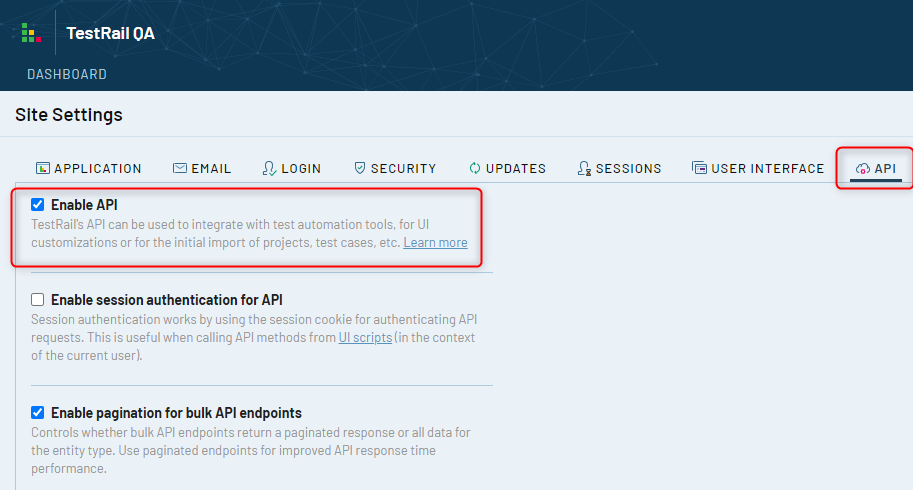 TestRail QA
DASHBOARD
Site Settings
APPLICATION EMAIL LOGIN SECURITY UPDATES SESSIONS USER INTERFACE API
Enable API
TestRail's API can be used to integrate with test automation tools, for UI
customizations or for the initial import of projects, test cases, etc. Learn more
Enable session authentication for API
Session authentication works by using the session cookie for authenticating API
requests. This is useful when calling API methods from UI scripts (in the context
of the current user).
Enable pagination for bulk API endpoints
Controls whether bulk API endpoints return a paginated response or all data for
the entity type. Use paginated endpoints for improved API response time
performance.